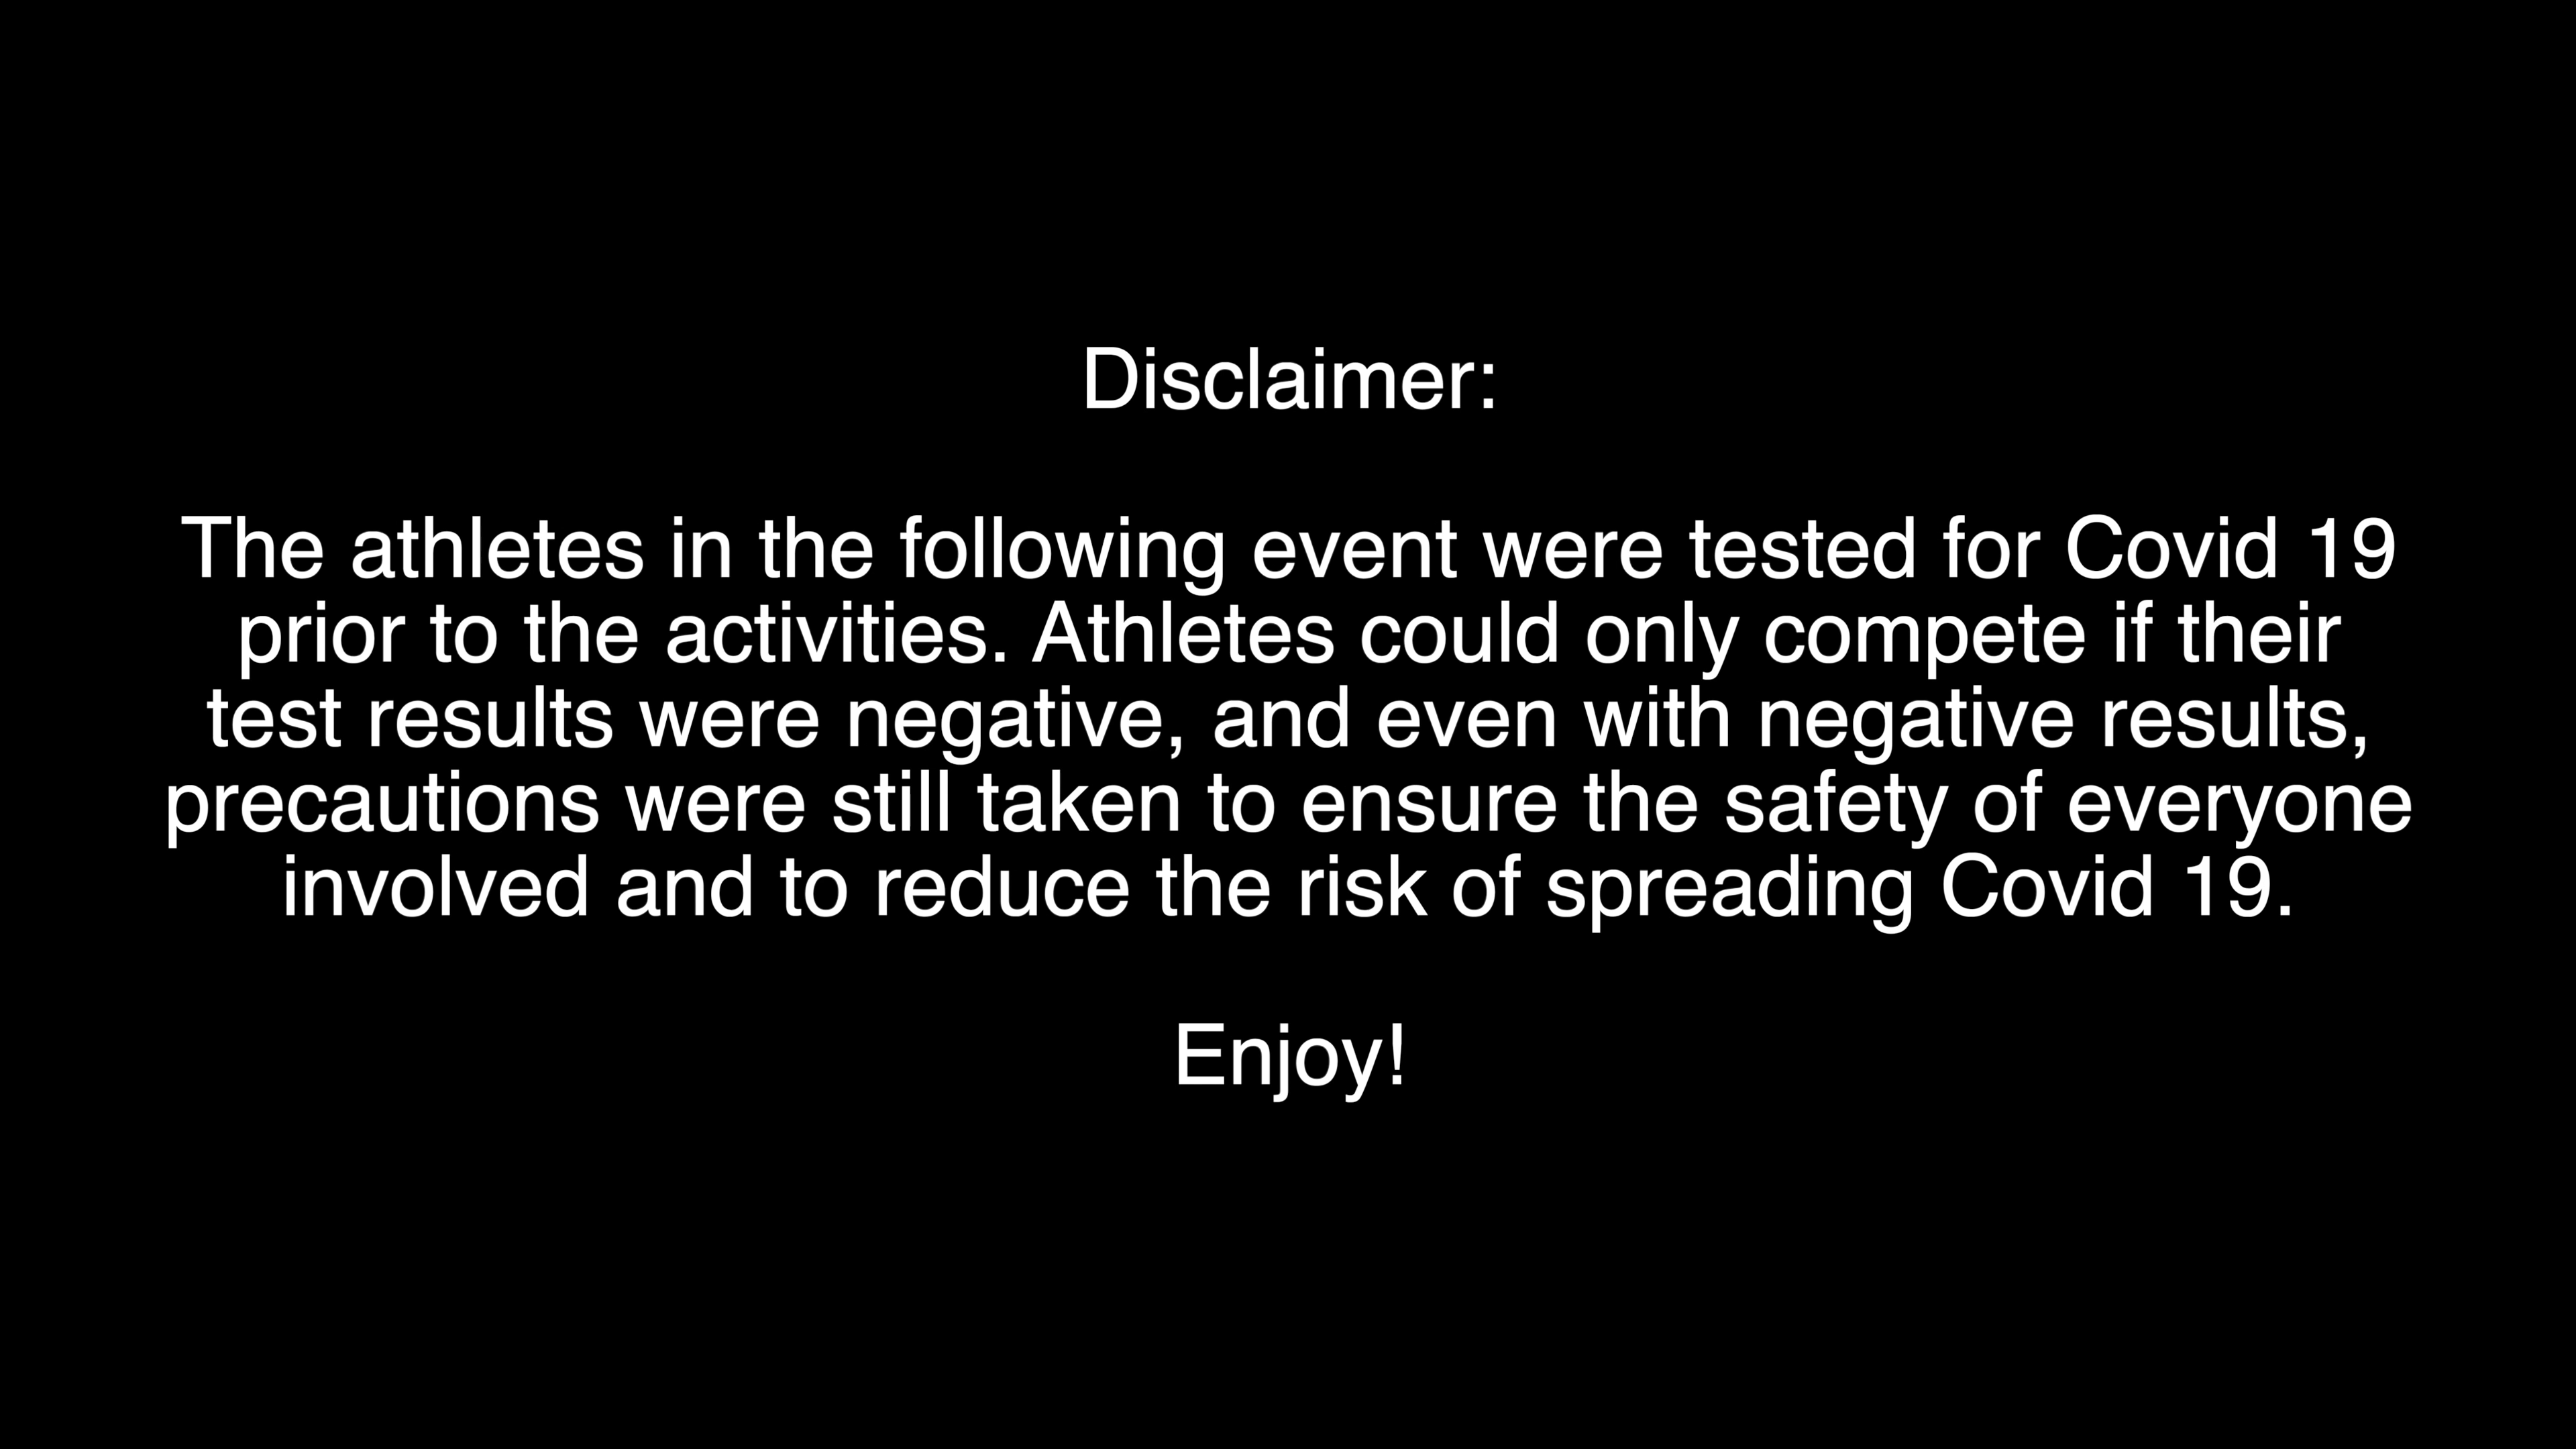 Disclaimer:
The athletes in the following event were tested for Covid 19
prior to the activities. Athletes could only compete if their
test results were negative, and even with negative results,
precautions were still taken to ensure the safety of everyone
involved and to reduce the risk of spreading Covid 19.
Enjoy!